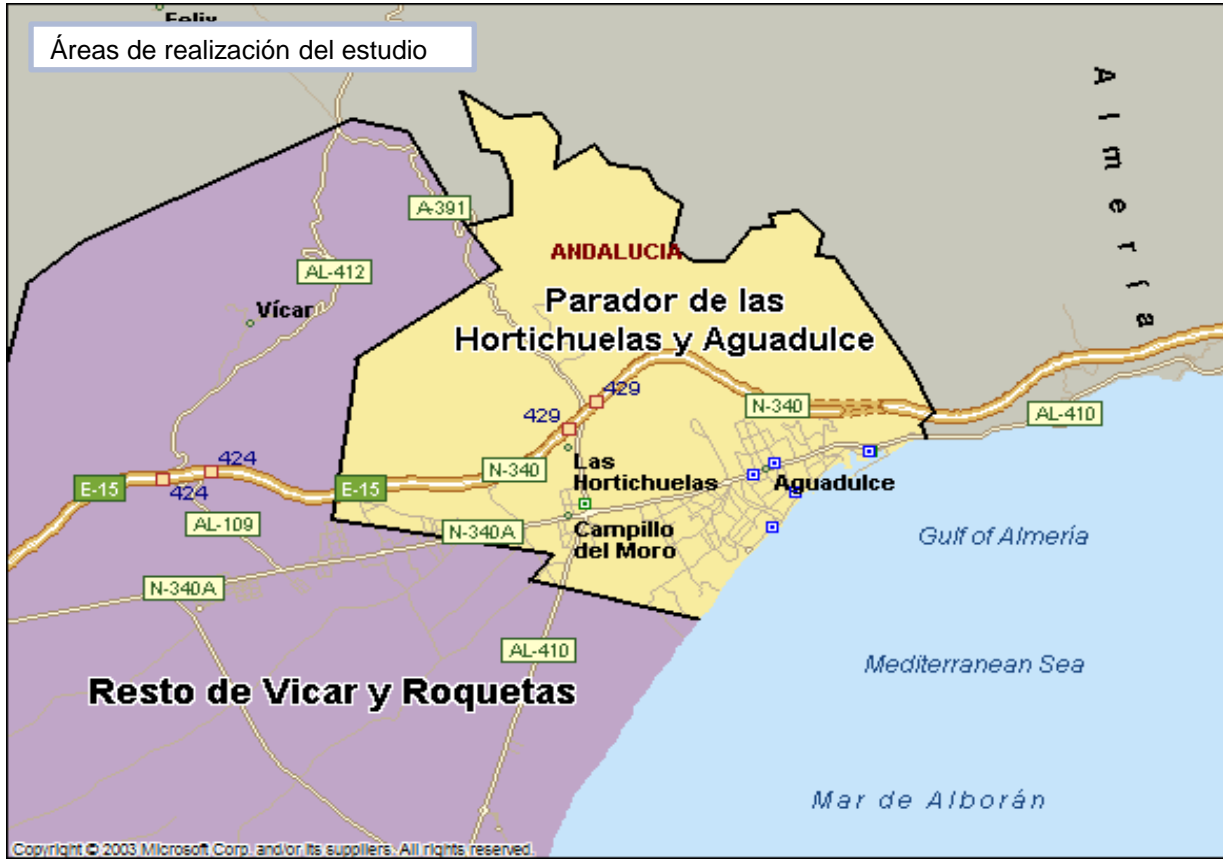 Felix
Áreas de realización del estudio
Almería
A-391
ANDALUCIA
AL-412
Parador de las
Hortichuelas y Aguadulce
Vícar
429
429
N-340
AL-410
424
N-340
Las
Hortichuelas
Aguadulce
E-15
424
E-15
AL-109
N-340A
Campillo
del Moro
Gulf of Almería
N-340A
AL-410
Mediterranean Sea
Resto de Vicar y Roquetas
Mar de Alborán
Copyright © 2003 Microsoft Corp. and/or its suppliers. All rights reserved.